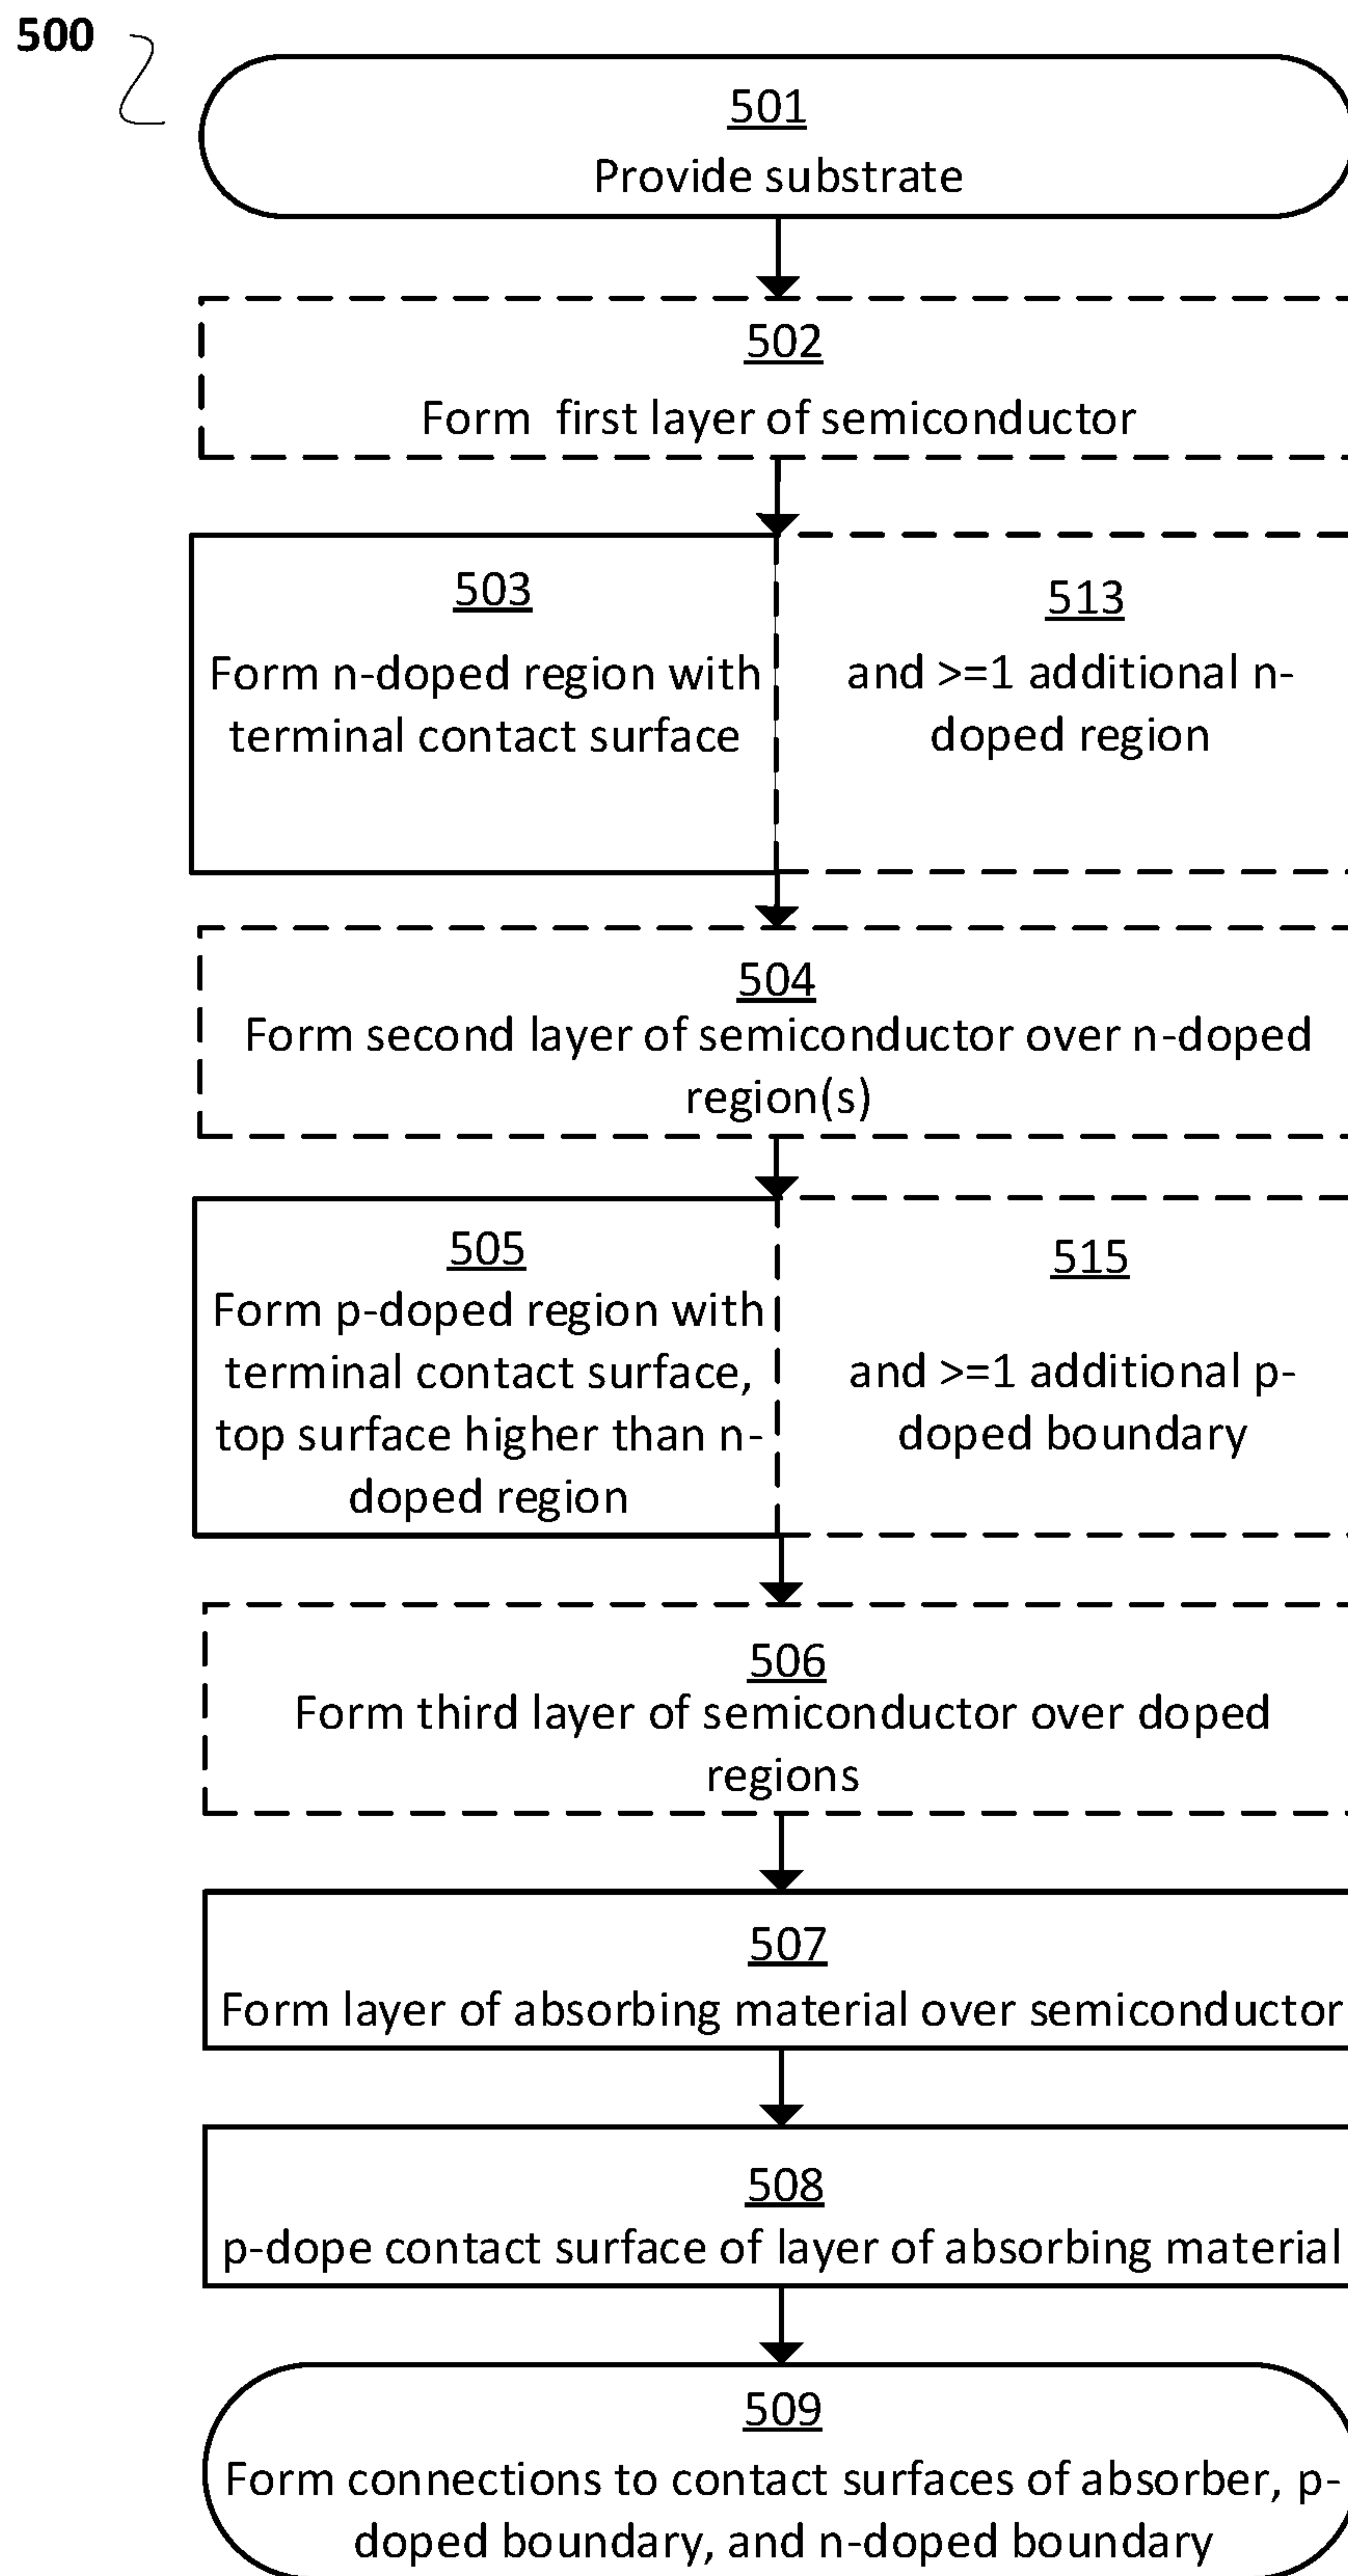 500
501
Provide substrate
502
Form first layer of semiconductor
503
Form n-doped region with
terminal contact surface
513
and >=1 additional n-
doped region
504
Form second layer of semiconductor over n-doped
region(s)
505
Form p-doped region with
terminal contact surface,
top surface higher than n-
doped region
515
and >=1 additional p-
doped boundary
506
Form third layer of semiconductor over doped
regions
507
Form layer of absorbing material over semiconductor
508
p-dope contact surface of layer of absorbing material
509
Form connections to contact surfaces of absorber, p-
doped boundary, and n-doped boundary